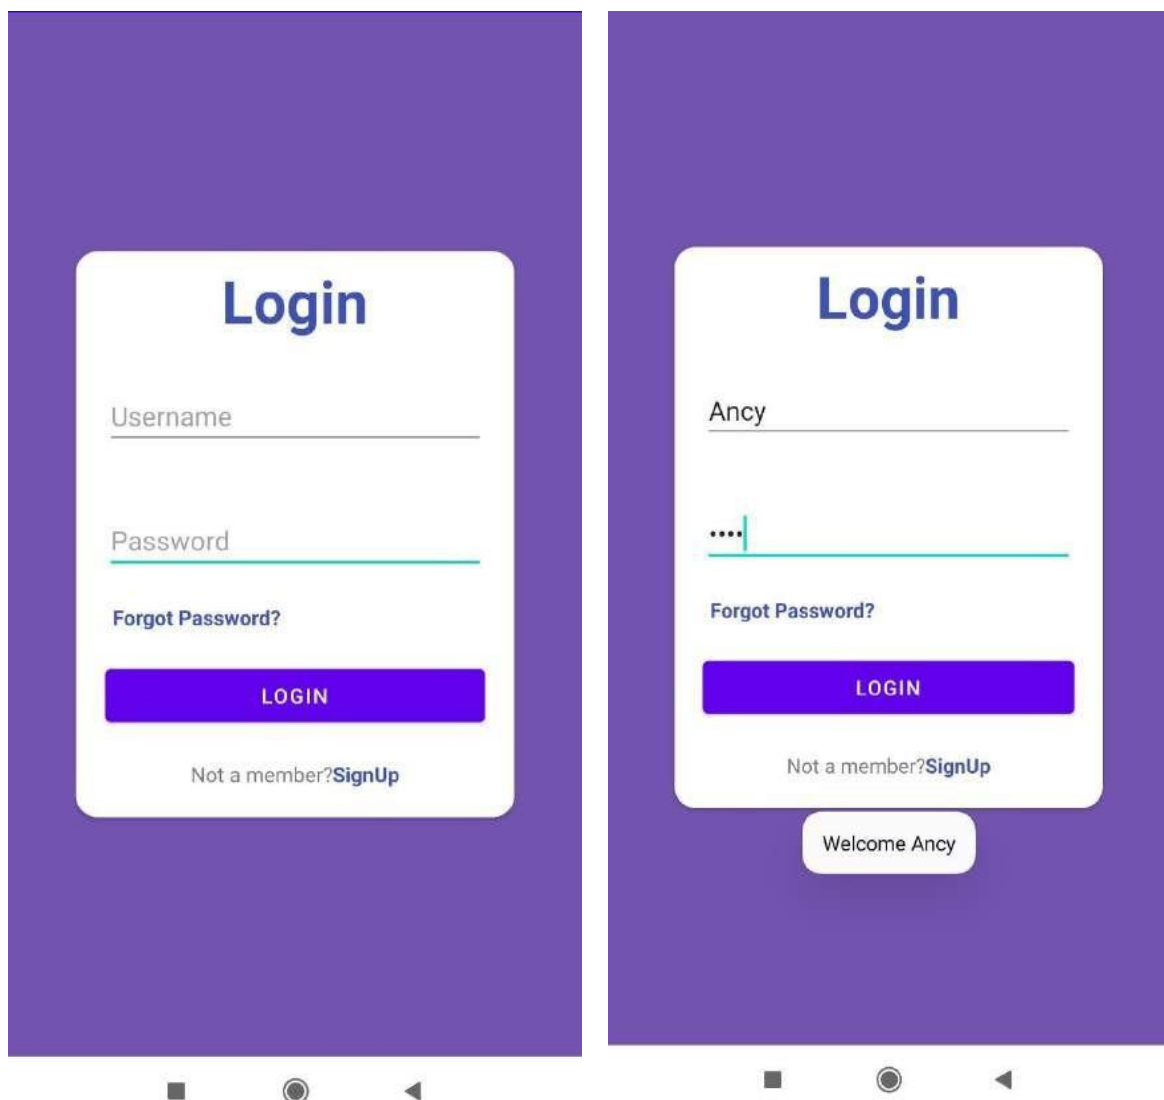 Login
Username
Password
Forgot Password?
LOGIN
Not a member?SignUp
Login
Ancy
••••
Forgot Password?
LOGIN
Not a member?SignUp
Welcome Ancy